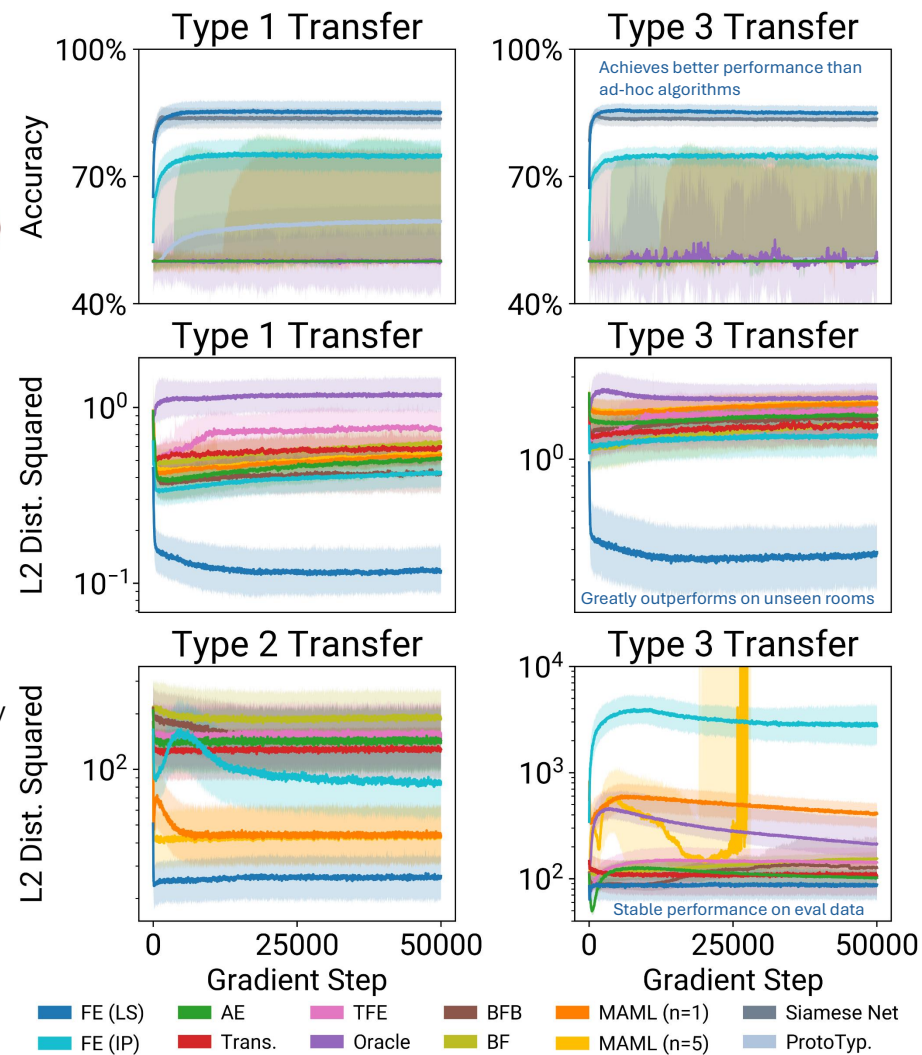 Type 1 Transfer
Type 3 Transfer
100%
70%
40%
Accuracy
100%
70%
40%
Achieves better performance than
ad-hoc algorithms
Type 1 Transfer
Type 3 Transfer
L2 Dist. Squared
10^0
10^-1
10^0
Greatly outperforms on unseen rooms
Type 2 Transfer
Type 3 Transfer
L2 Dist. Squared
10^2
10^4
10^3
10^2
Stable performance on eval data
0 25000 50000
0 25000 50000
Gradient Step
Gradient Step
FE (LS) AE TFE BFB MAML (n=1) Siamese Net
FE (IP) Trans. Oracle BF MAML (n=5) ProtoTyp.